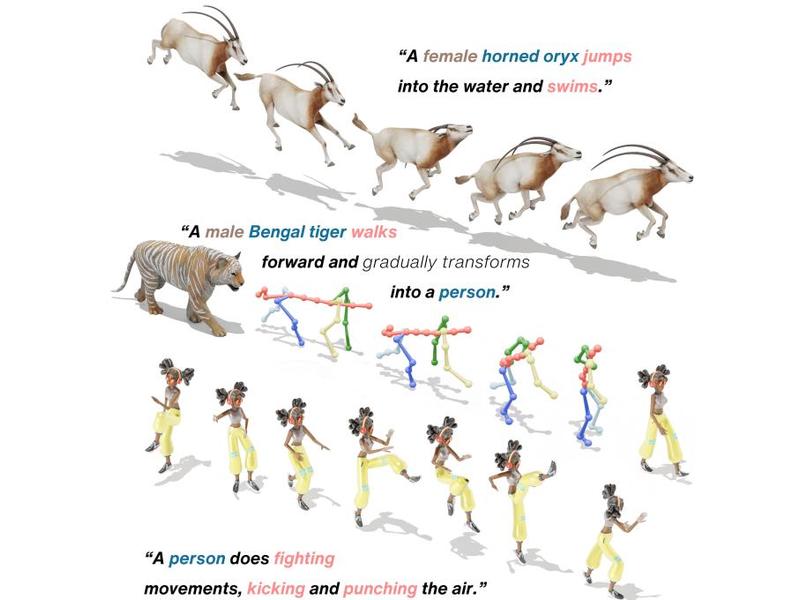 “A female horned oryx jumps
into the water and swims.”
“A male Bengal tiger walks
forward and gradually transforms
into a person.”
“A person does fighting
movements, kicking and punching the air.”